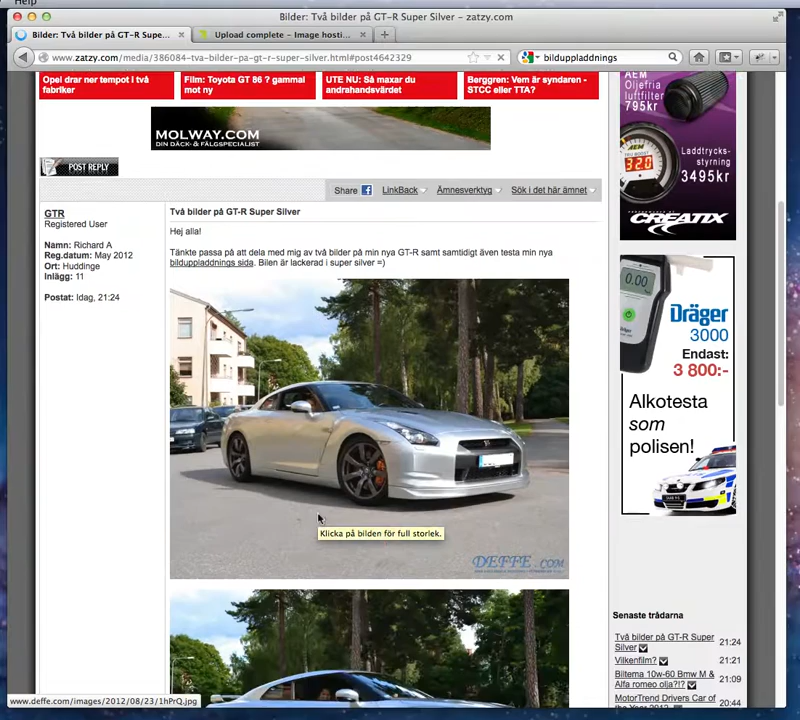 Help
Bilder: Två bilder på GT-R Super Silver – zatzy.com
Bilder: Två bilder på GT-R Supe...
Upload complete - Image hosti...
www.zatzy.com/media/386084-tva-bilder-pa-gt-r-super-silver.html#post4642329
bilduppladdnings
Opel drar ner tempot i två
fabriker
Film: Toyota GT 86 ? gammal
mot ny
UTE NU: Så maxar du
andrahandsvärdet
Berggren: Vem är syndaren -
STCC eller TTA?
MOLWAY.COM
DIN DÄCK- & FÄLGSPECIALIST
POST REPLY
Share
LinkBack
Ämnesverktyg
Sök i det här ämnet
GTR
Registered User
Namn: Richard A
Reg.datum: May 2012
Ort: Huddinge
Inlägg: 11
Postat: Idag, 21:24
Två bilder på GT-R Super Silver
Hej alla!
Tänkte passa på att dela med mig av två bilder på min nya GT-R samt samtidigt även testa min nya
bilduppladdnings sida. Bilen är lackerad i super silver =)
Klicka på bilden för full storlek.
DEFFE.COM
AEM
Oljefria
luftfilter
795kr
32.0
Laddtrycks-
styrning
3495kr
CREATIX
0.00
Dräger
3000
Endast:
3 800:-
Alkotesta
som
polisen!
Senaste trådarna
Två bilder på GT-R Super
Silver
21:24
Vilkenfilm?
21:21
Biltema 10w-60 Bmw M &
Alfa romeo olja?!?
21:09
MotorTrend Drivers Car of
20:44
www.deffe.com/images/2012/08/23/1hPrQ.jpg